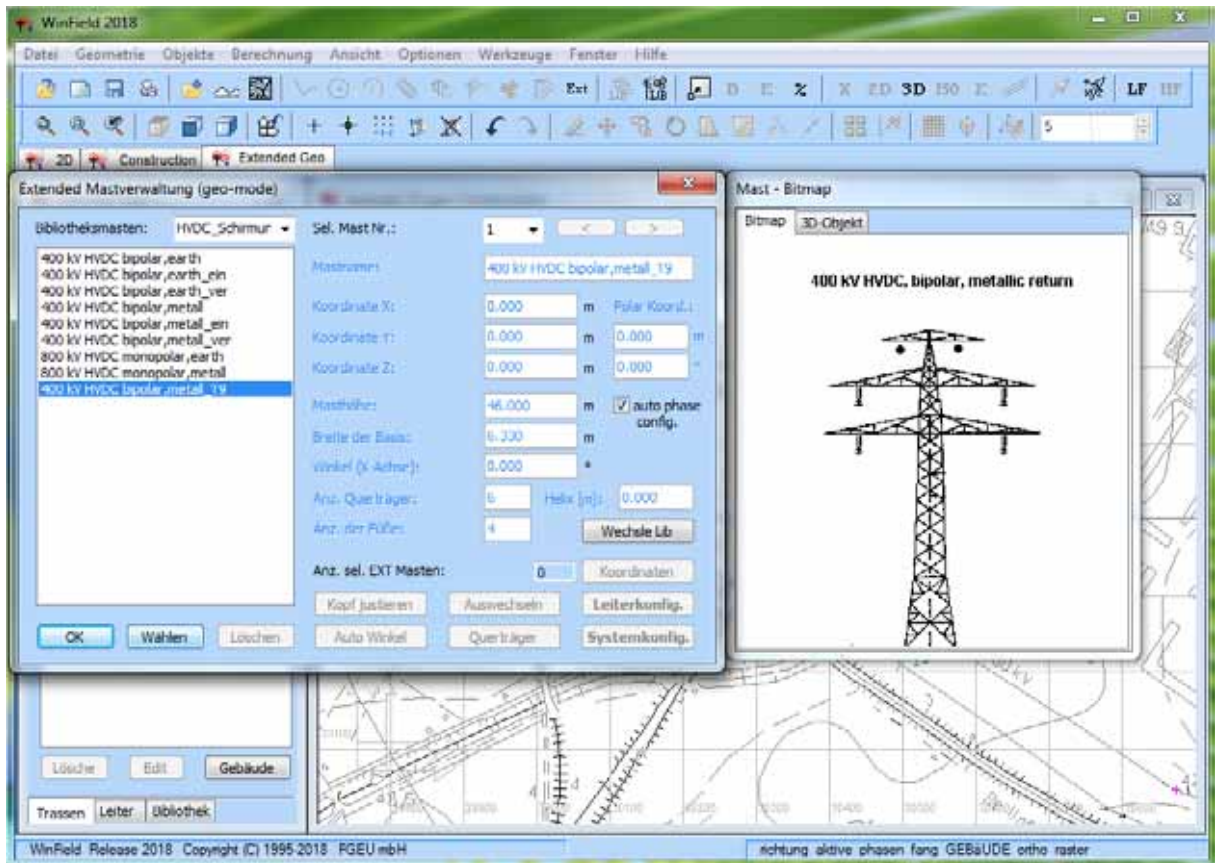 WinField 2018
Datei Geometrie Objekte Berechnung Ansicht Optionen Werkzeuge Fenster Hilfe
Ext LIB D E % X 2D 3D ISO E LF HF
5
2D Construction Extended Geo
Extended Mastverwaltung (geo-mode)
Bibliotheksmasten: HVDC_Schirmur
400 kV HVDC bipolar,earth
400 kV HVDC bipolar,earth_ein
400 kV HVDC bipolar,earth_ver
400 kV HVDC bipolar,metall
400 kV HVDC bipolar,metall_ein
400 kV HVDC bipolar,metall_ver
800 kV HVDC monopolar,earth
800 kV HVDC monopolar,metall
400 kV HVDC bipolar,metall_T9
Sel. Mast Nr.: 1 < >
Mastname: 400 kV HVDC bipolar,metall_T9
Koordinate X: 0.000 m Polar Koord.:
Koordinate Y: 0.000 m 0.000 m
Koordinate Z: 0.000 m 0.000 °
Masthöhe: 46.000 m auto phase config.
Breite der Basis: 6.330 m
Winkel (X-Achse): 0.000 °
Anz. Querträger: 6 Helix [m]: 0.000
Anz. der Füße: 4 Wechsle Lib
Anz. sel. EXT Masten: 0 Koordinaten
Kopf justieren Auswechseln Leiterkonfig.
Auto Winkel Querträger Systemkonfig.
OK Wählen Löschen
Mast - Bitmap
Bitmap 3D-Objekt
400 kV HVDC, bipolar, metallic return
Lösche Edit Gebäude
Trassen Leiter Bibliothek
WinField Release 2018 Copyright (C) 1995-2018 FGEU mbH
richtung aktive phasen fang GEBäUDE ortho raster